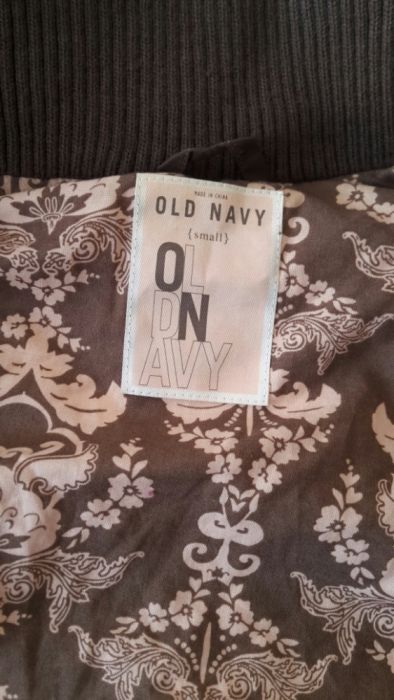 MADE IN CHINA
OLD NAVY
{small}
OL
DN
AVY